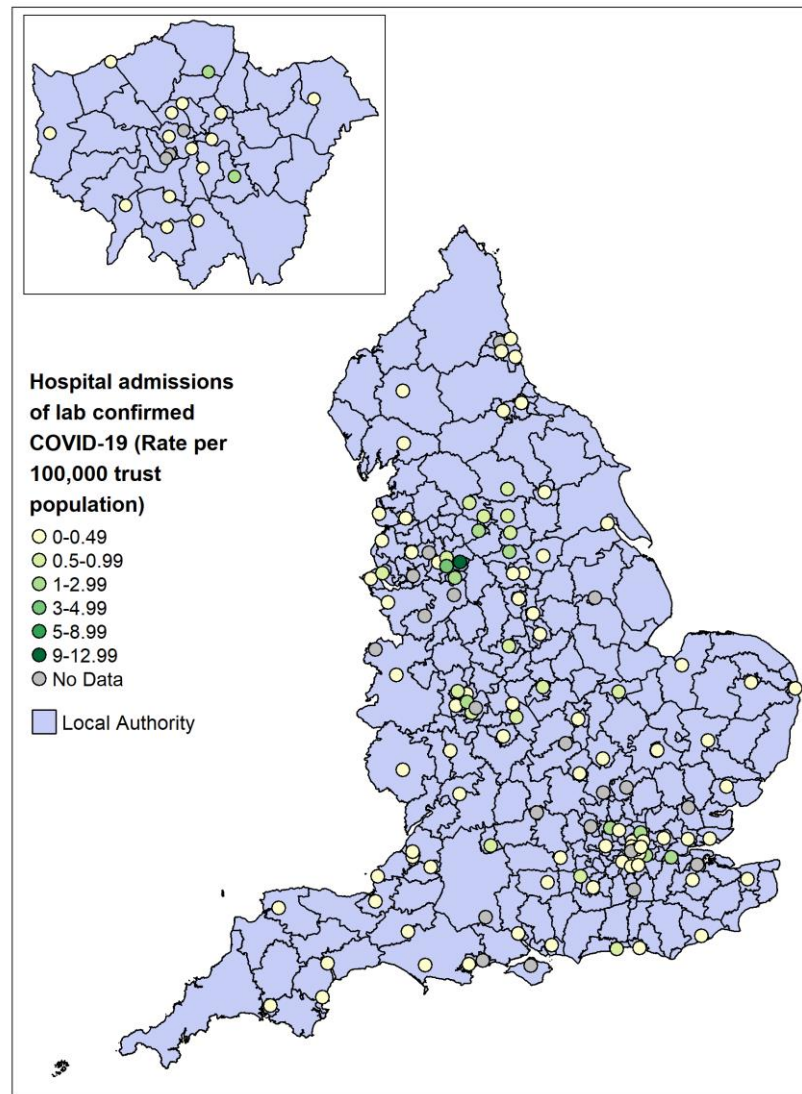 Hospital admissions
of lab confirmed
COVID-19 (Rate per
100,000 trust
population)
0-0.49
0.5-0.99
1-2.99
3-4.99
5-8.99
9-12.99
No Data
Local Authority